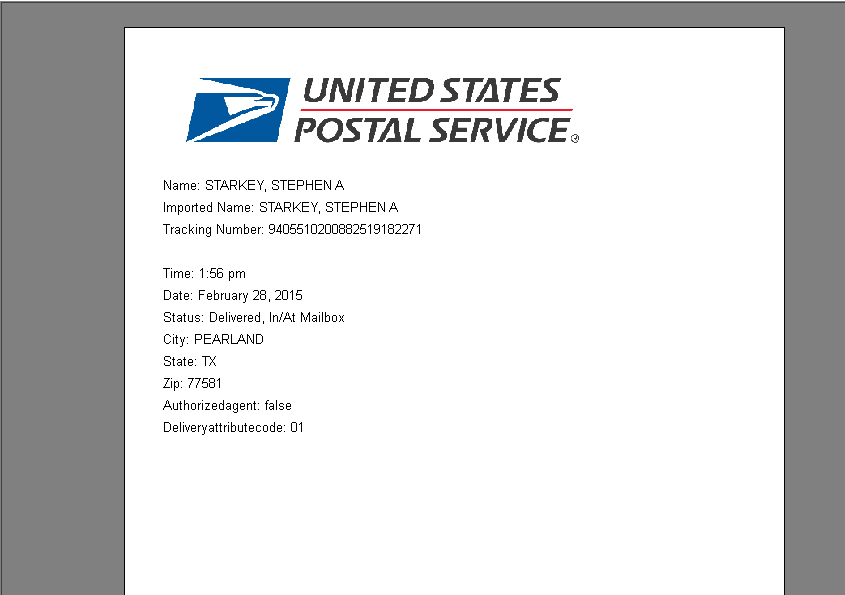 UNITED STATES
POSTAL SERVICE®
Name: STARKEY, STEPHEN A
Imported Name: STARKEY, STEPHEN A
Tracking Number: 9405510200882519182271
Time: 1:56 pm
Date: February 28, 2015
Status: Delivered, In/At Mailbox
City: PEARLAND
State: TX
Zip: 77581
Authorizedagent: false
Deliveryattributecode: 01